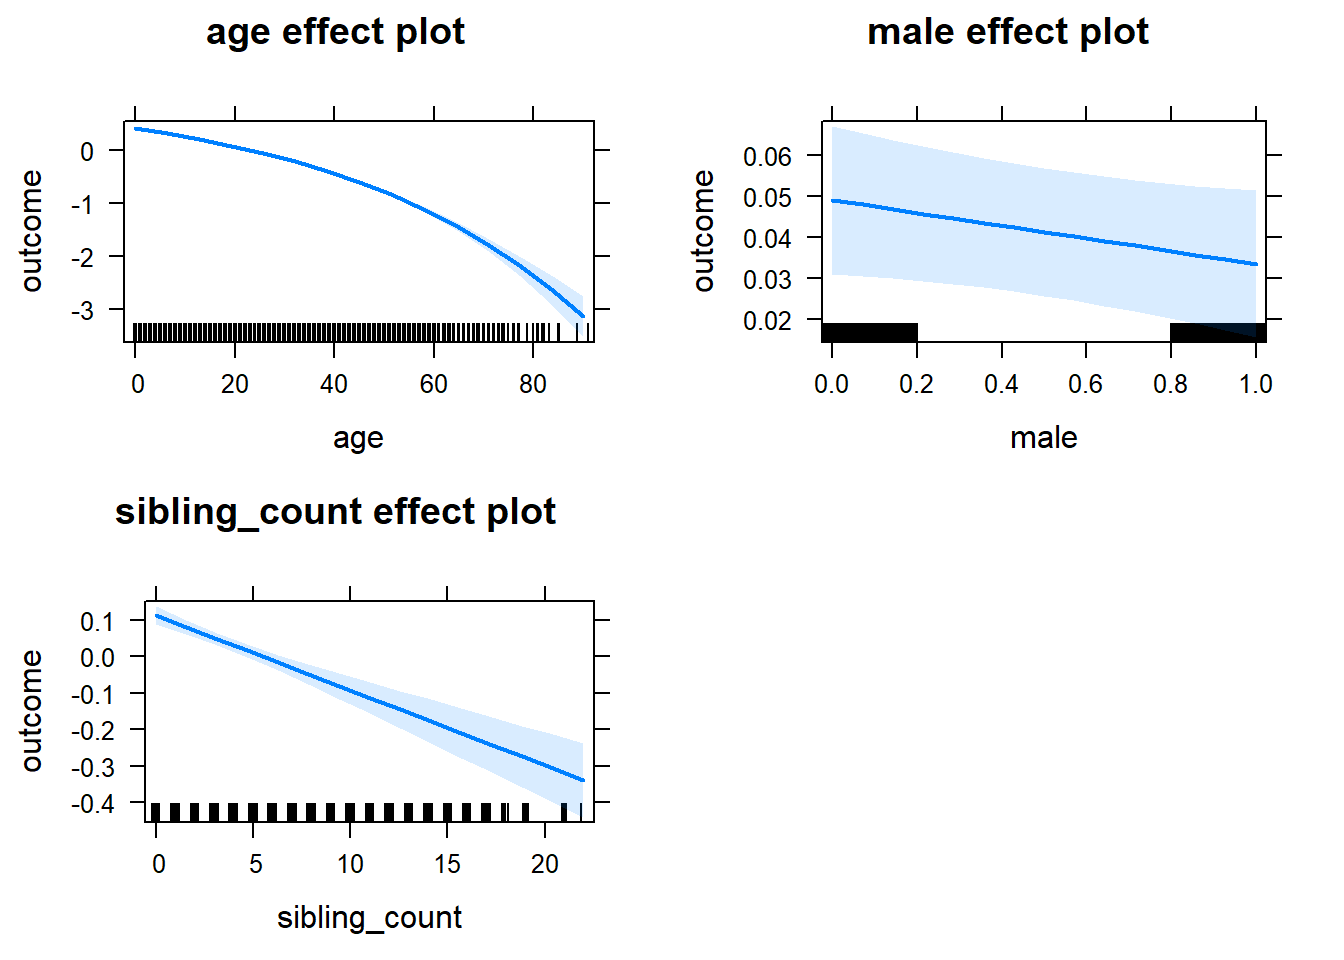 age effect plot
outcome
0
-1
-2
-3
0 20 40 60 80
age
male effect plot
outcome
0.06
0.05
0.04
0.03
0.02
0.0 0.2 0.4 0.6 0.8 1.0
male
sibling_count effect plot
outcome
0.1
0.0
-0.1
-0.2
-0.3
-0.4
0 5 10 15 20
sibling_count